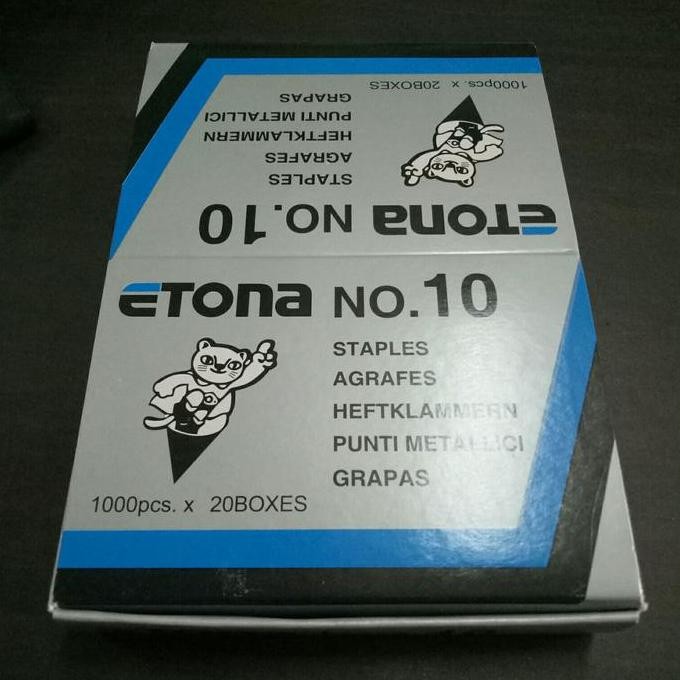 1000pcs. x 20BOXES
GRAPAS
PUNTI METALLICI
HEFTKLAMMERN
AGRAFES
STAPLES
ETONA NO.10
ETONA NO.10
STAPLES
AGRAFES
HEFTKLAMMERN
PUNTI METALLICI
GRAPAS
1000pcs. x 20BOXES